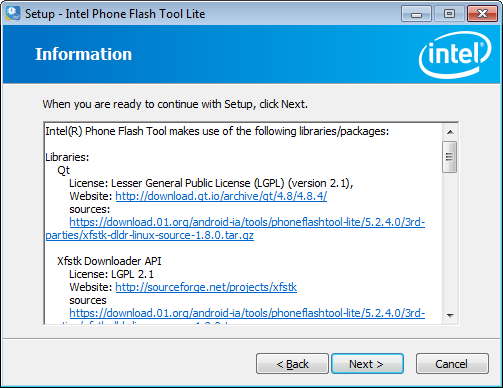 Setup - Intel Phone Flash Tool Lite
Information
intel
When you are ready to continue with Setup, click Next.
Intel(R) Phone Flash Tool makes use of the following libraries/packages:
Libraries:
Qt
License: Lesser General Public License (LGPL) (version 2.1),
Website: http://download.qt.io/archive/qt/4.8/4.8.4/
sources:
https://download.01.org/android-ia/tools/phoneflashtool-lite/5.2.4.0/3rd-
parties/xfstk-dldr-linux-source-1.8.0.tar.gz
Xfstk Downloader API
License: LGPL 2.1
Website: http://sourceforge.net/projects/xfstk
sources
https://download.01.org/android-ia/tools/phoneflashtool-lite/5.2.4.0/3rd-
< Back
Next >
Cancel